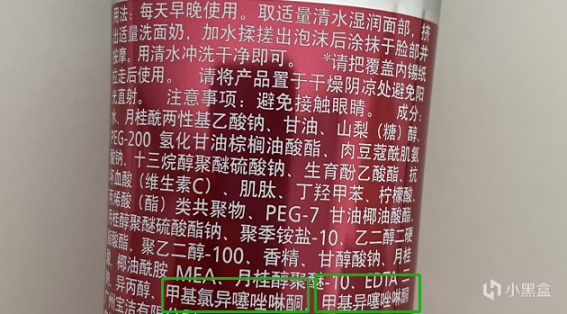 用法：每天早晚使用。取适量清水湿润面部，挤
出适量洗面奶，加水揉搓出泡沫后涂抹于脸部并
按摩。用清水冲洗干净即可。 *请把覆盖内锡纸
拉走后使用。 请将产品置于干燥阴凉处避免阳
光直射。 注意事项：避免接触眼睛。 成分：
水、月桂酰两性基乙酸钠、甘油、山梨（糖）醇、
PEG-200 氢化甘油棕榈油酸酯、肉豆蔻酰肌氨
酸钠、十三烷醇聚醚硫酸钠、生育酚乙酸酯、抗
坏血酸（维生素C）、肌肽、丁羟甲苯、柠檬酸、
丙烯酸（酯）类共聚物、PEG-7 甘油椰油酸酯、
月桂醇聚醚硫酸酯钠、聚季铵盐-10、乙二醇二硬
脂酸酯、聚乙二醇-100、香精、甘醇酸钠、月桂
酸、椰油酰胺 MEA、月桂醇聚醚-10、EDTA-
异丙醇、甲基氯异噻唑啉酮、甲基异噻唑啉酮
广州宝洁有限公
小黑盒